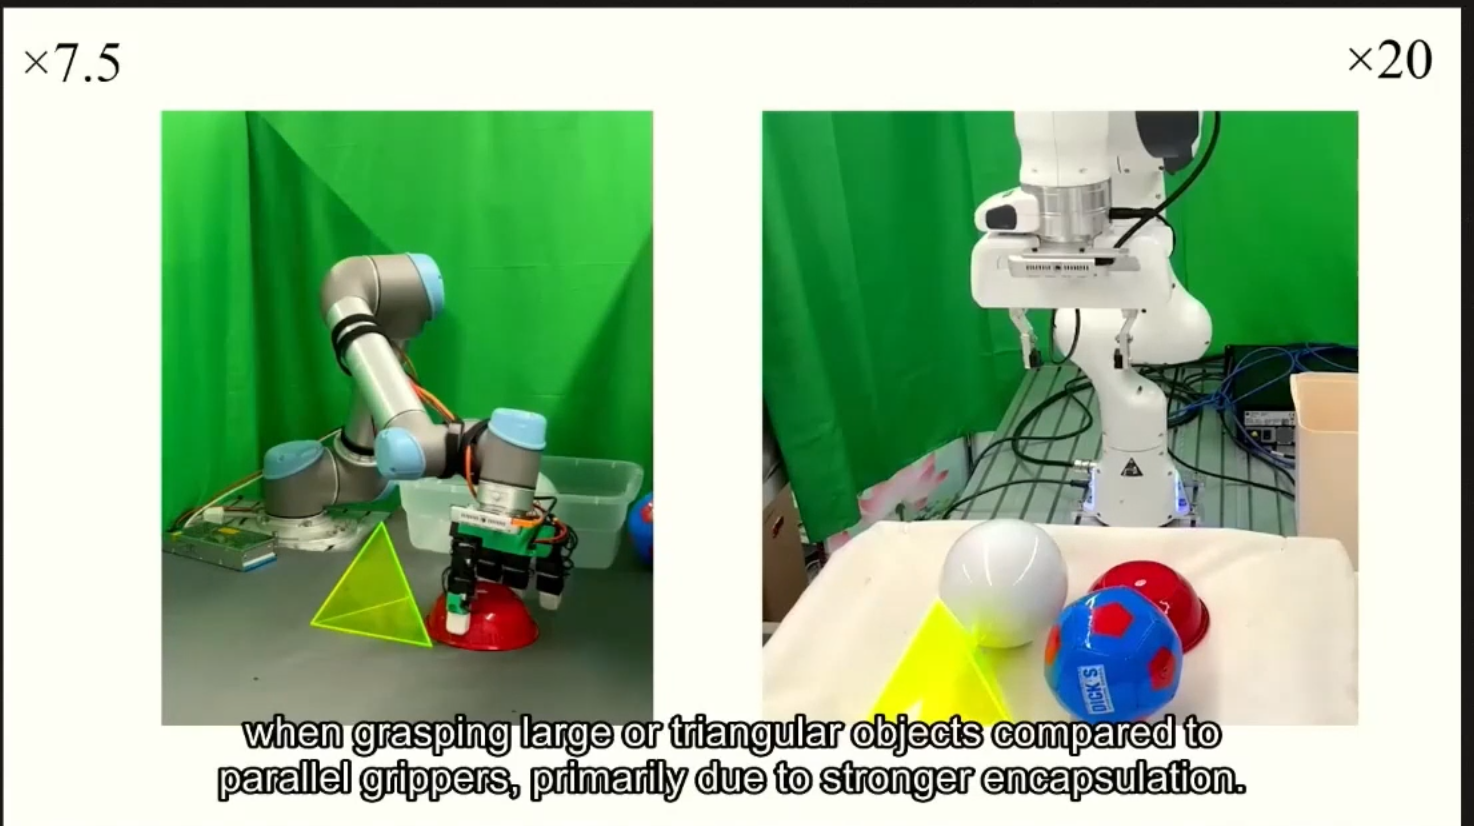 ×7.5
×20
DICK'S
when grasping large or triangular objects compared to
parallel grippers, primarily due to stronger encapsulation.